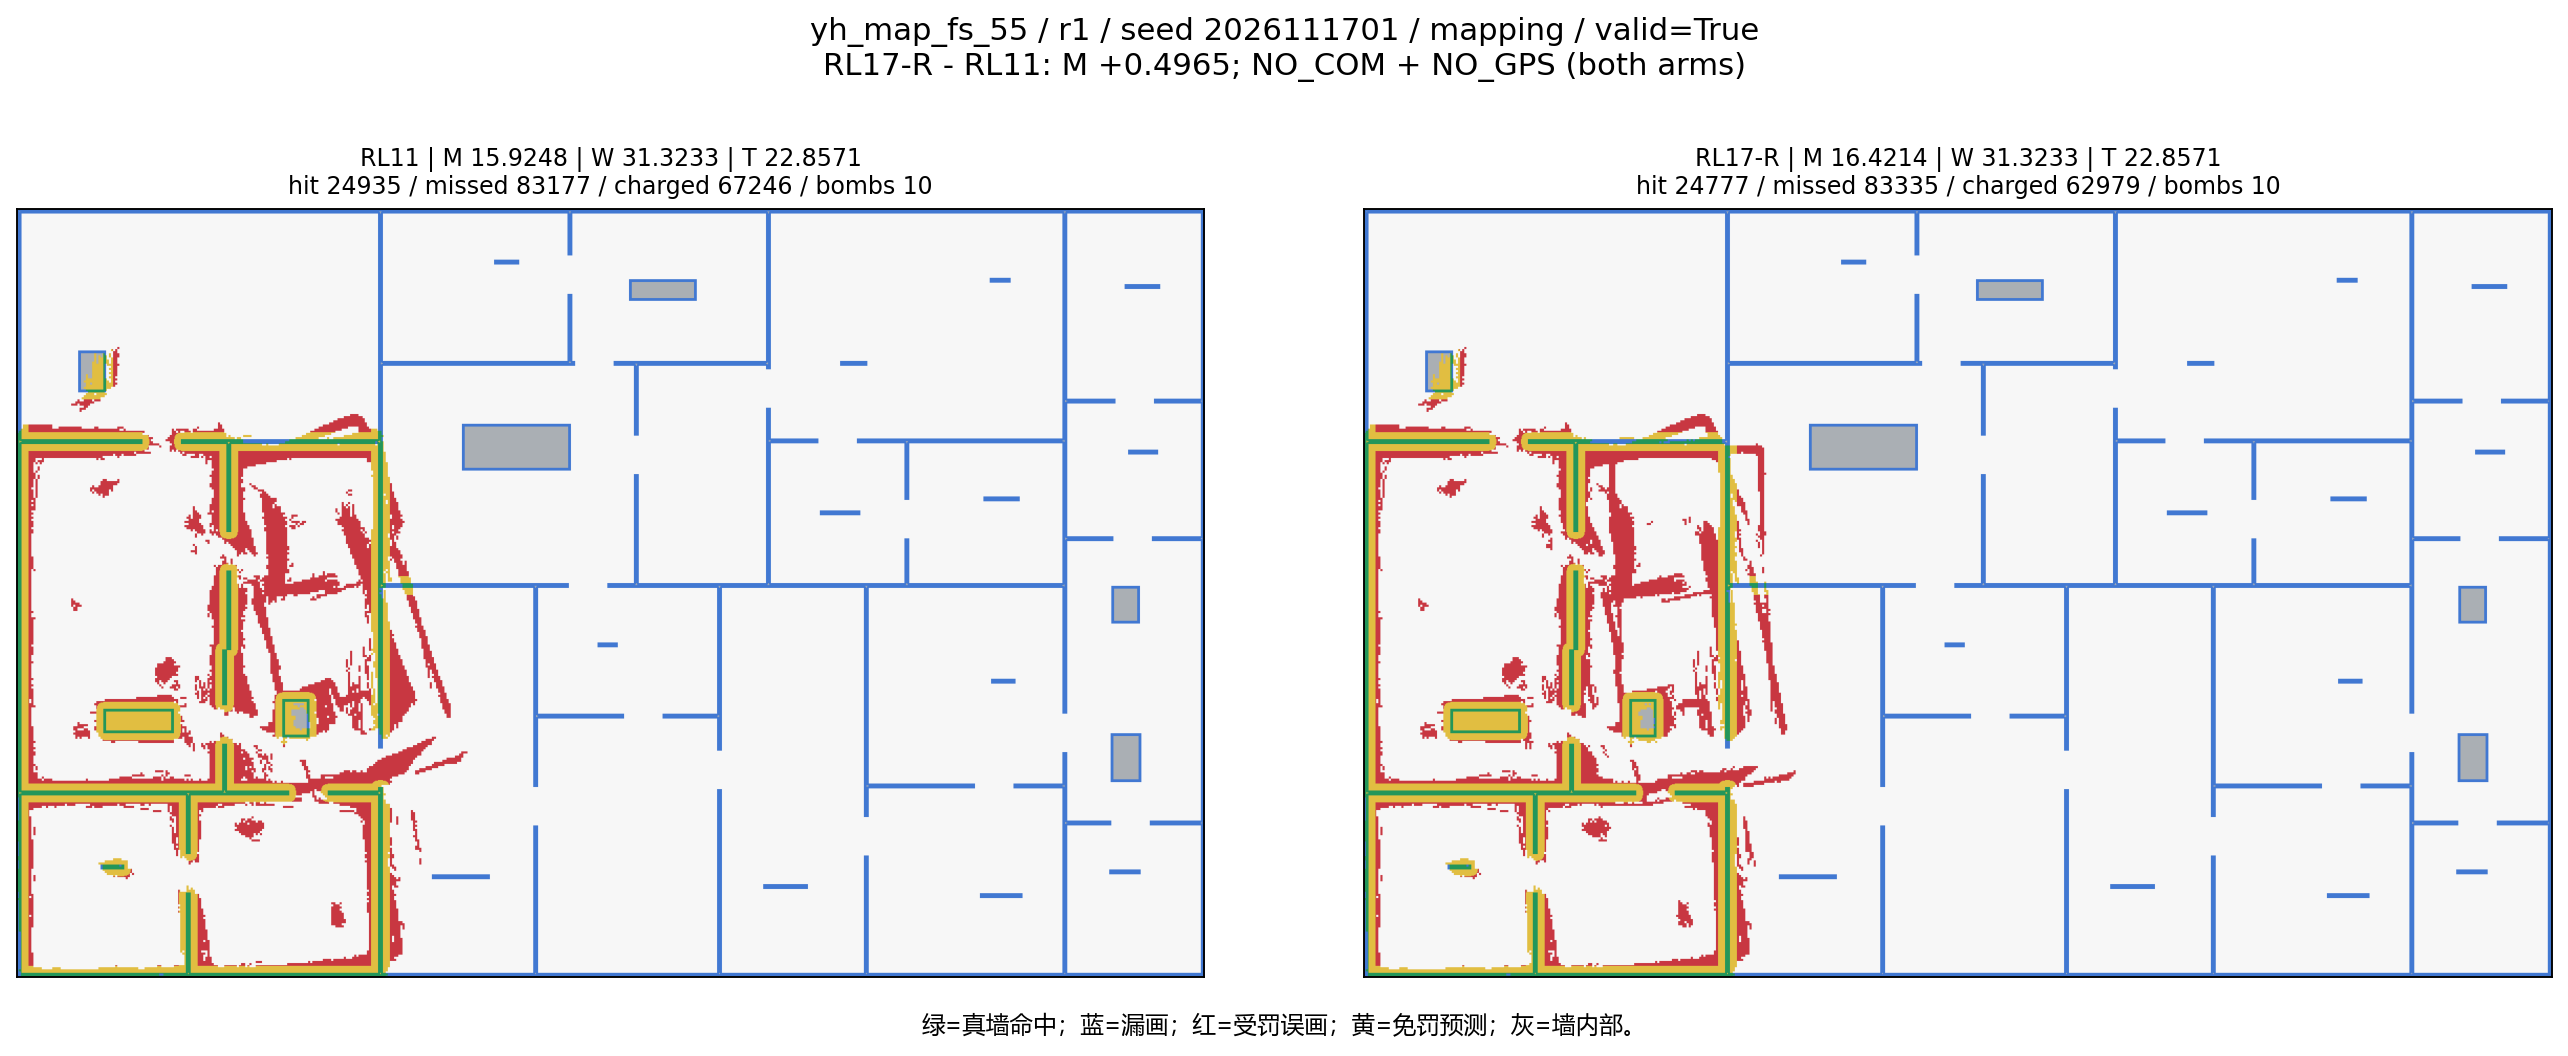 yh_map_fs_55 / r1 / seed 2026111701 / mapping / valid=True
RL17-R - RL11: M +0.4965; NO_COM + NO_GPS (both arms)
RL11 | M 15.9248 | W 31.3233 | T 22.8571
hit 24935 / missed 83177 / charged 67246 / bombs 10
RL17-R | M 16.4214 | W 31.3233 | T 22.8571
hit 24777 / missed 83335 / charged 62979 / bombs 10
绿=真墙命中；蓝=漏画；红=受罚误画；黄=免罚预测；灰=墙内部。